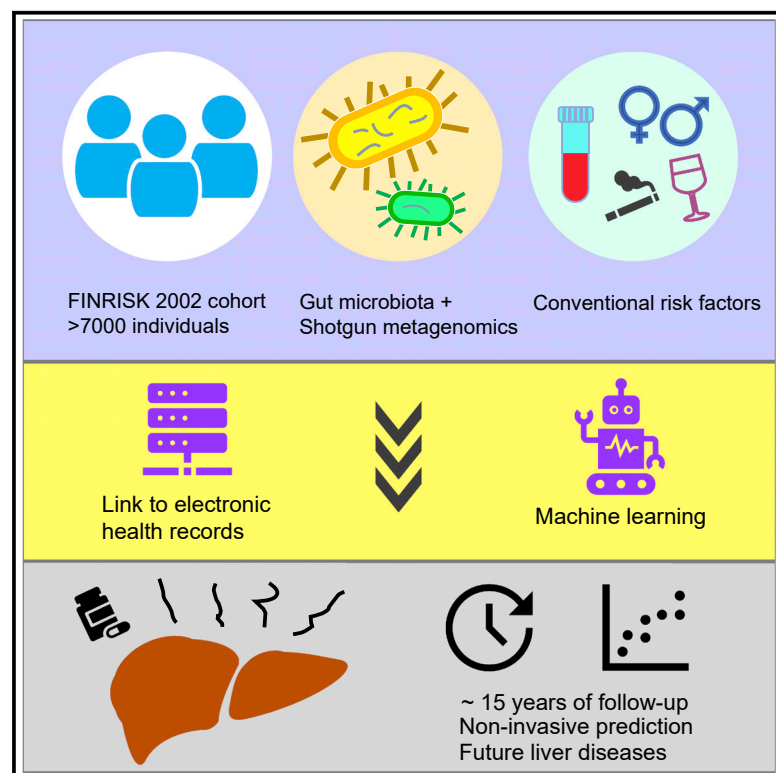 FINRISK 2002 cohort
>7000 individuals
Gut microbiota +
Shotgun metagenomics
Conventional risk factors
Link to electronic
health records
Machine learning
~ 15 years of follow-up
Non-invasive prediction
Future liver diseases